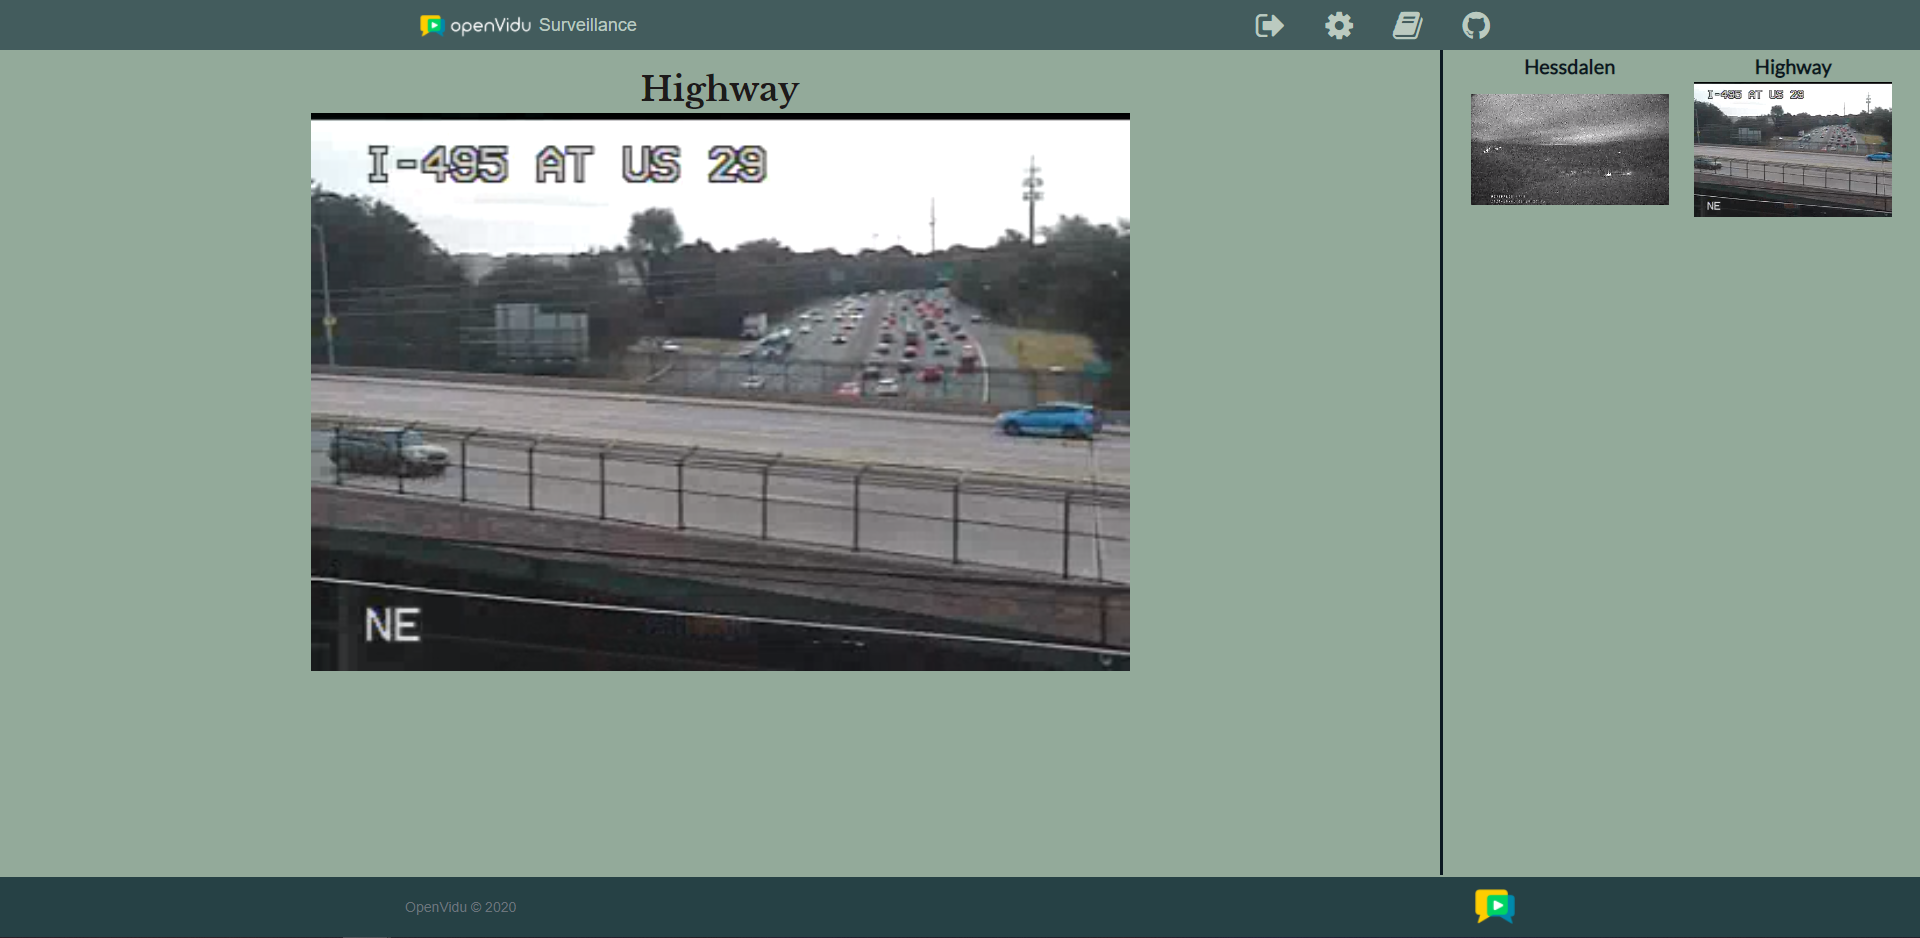 openVidu Surveillance
Highway
I-495 AT US 29
NE
Hessdalen
Highway
I-495 AT US 29
NE
OpenVidu © 2020